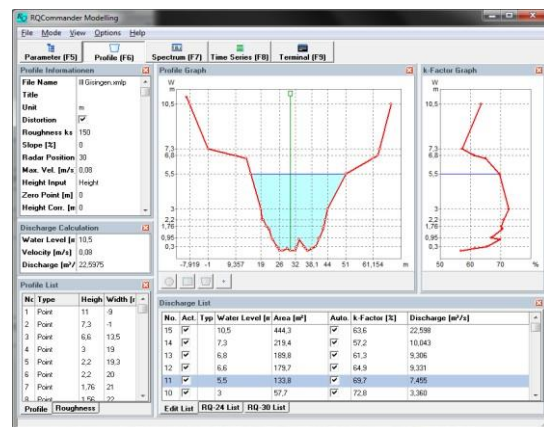 RQCommander Modelling
File Mode View Options Help
Parameter (F5) Profile (F6) Spectrum (F7) Time Series (F8) Terminal (F9)
Profile Informationen
File Name Ill Gisingen.xmlp
Title
Unit m
Distortion
Roughness ks 150
Slope [%] 0
Radar Position 30
Max. Vel. [m/s 0,08
Height Input Height
Zero Point [m] 0
Height Corr. [m 0
Discharge Calculation
Water Level [m 10,5
Velocity [m/s] 0,08
Discharge [m³/ 22,5975
Profile List
Nc Type Heigh Width [r
1 Point 11 -9
2 Point 7,3 -1
3 Point 6,6 13,5
4 Point 3 19
5 Point 2,2 19,3
6 Point 2,2 20
7 Point 1,76 21
8 Point 1,56 22
Profile Roughness
Profile Graph
W
m
10,5
7,3
6,8
5,5
3
2,2
1,76
0,95
0,3
-7,919 -1 9,357 19 26 32 38,1 44 51 61,154 m
k-Factor Graph
W
m
10,5
7,3
6,8
5,5
3
2,2
1,76
0,95
0,3
50 60 70 %
Discharge List
No. Act. Typ Water Level [m Area [m²] Auto. k-Factor [%] Discharge [m³/s]
15 10,5 444,3 63,6 22,598
14 7,3 219,4 57,2 10,043
13 6,8 189,8 61,3 9,306
12 6,6 179,7 64,9 9,331
11 5,5 133,8 69,7 7,455
10 3 57,7 72,8 3,360
Edit List RQ-24 List RQ-30 List